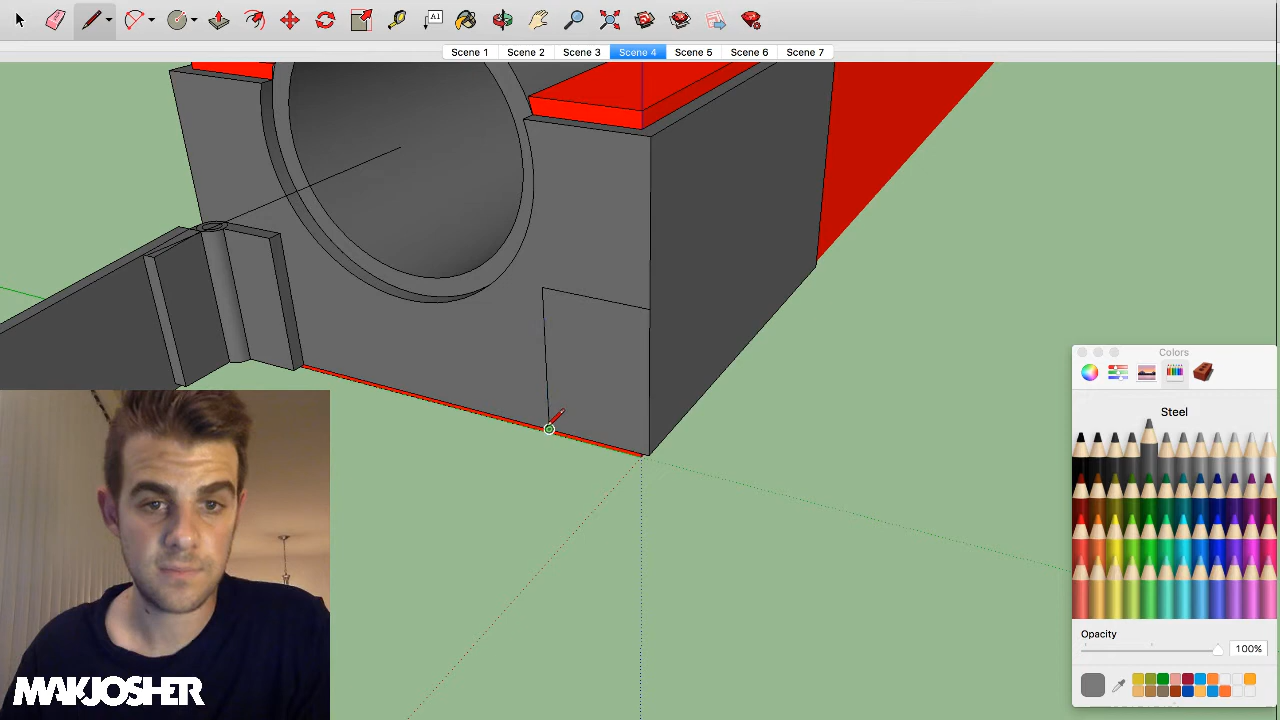 A1
Scene 1
Scene 2
Scene 3
Scene 4
Scene 5
Scene 6
Scene 7
Colors
Steel
Opacity
100%
MAKJOSHER